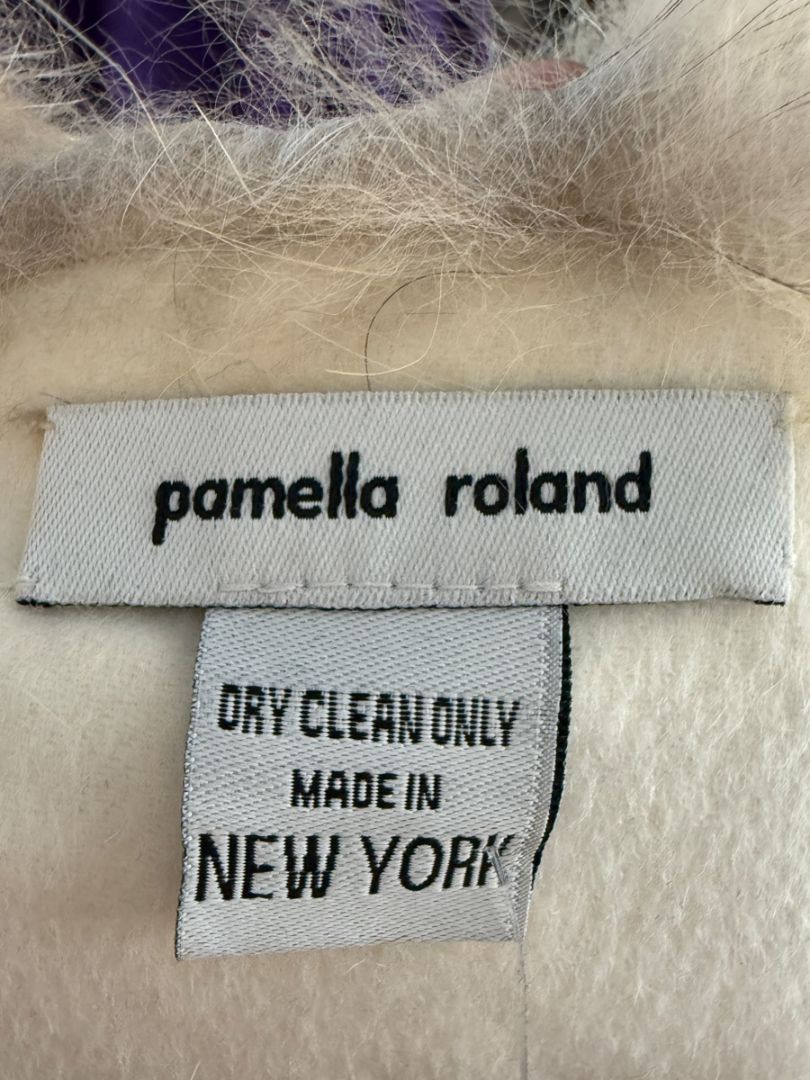 pamella roland
DRY CLEAN ONLY
MADE IN
NEW YORK